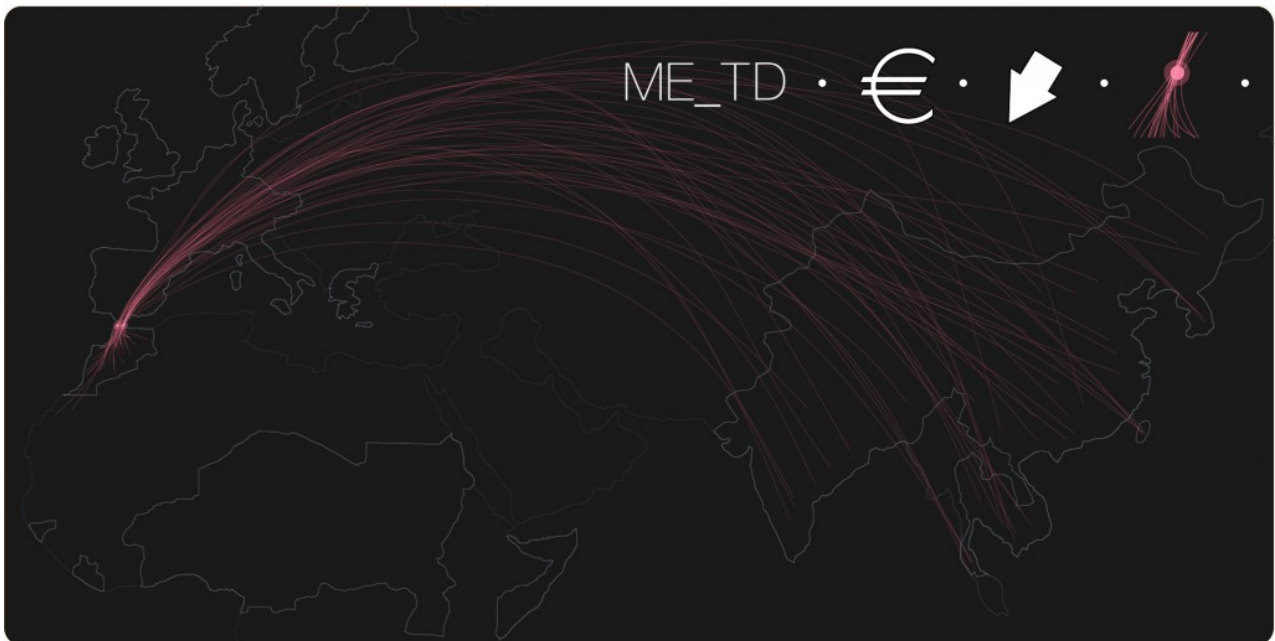 ME_TD · € · ·